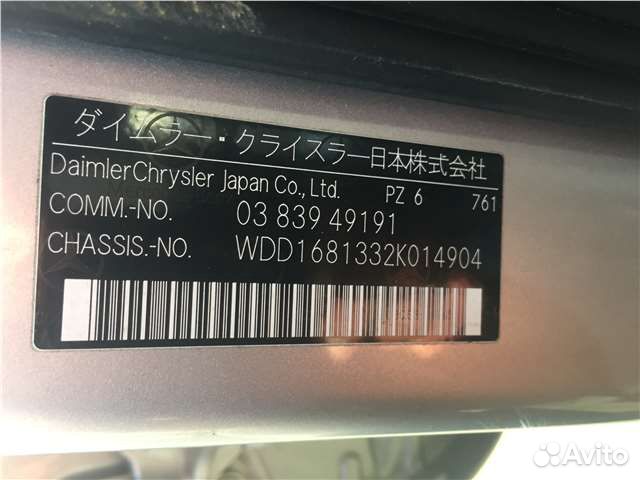 ダイムラー・クライスラー日本株式会社
DaimlerChrysler Japan Co., Ltd. PZ 6 761
COMM.-NO. 03 839 49191
CHASSIS.-NO. WDD1681332K014904
Avito